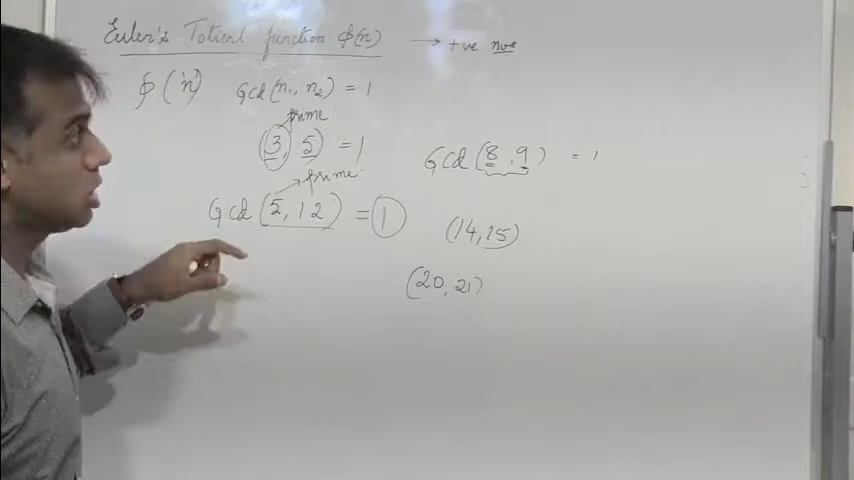 Euler's Totient function ϕ(n) → +ve nos
ϕ(n) Gcd(n1, n2) = 1
prime
(3, 5) = 1
Gcd(8, 9) = 1
prime
Gcd(5, 12) = 1
(14, 15)
(20, 21)